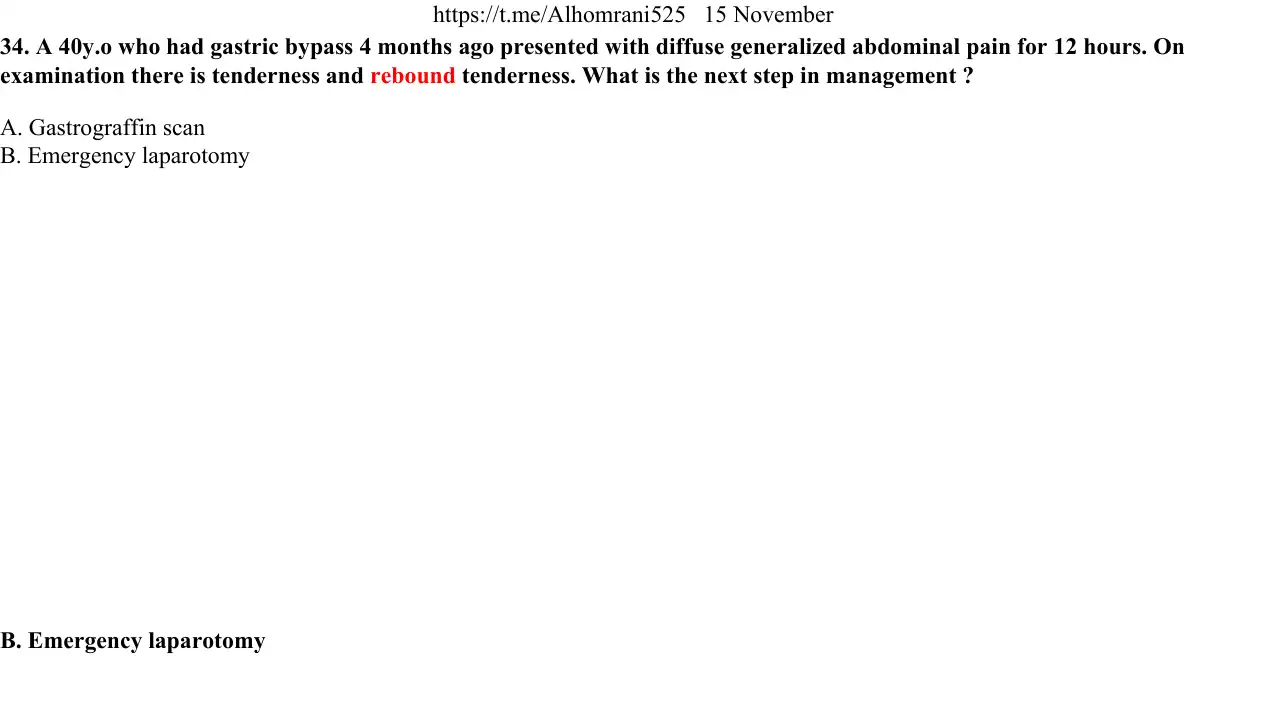 https://t.me/Alhomrani525 15 November
34. A 40y.o who had gastric bypass 4 months ago presented with diffuse generalized abdominal pain for 12 hours. On
examination there is tenderness and rebound tenderness. What is the next step in management ?
A. Gastrograffin scan
B. Emergency laparotomy
B. Emergency laparotomy